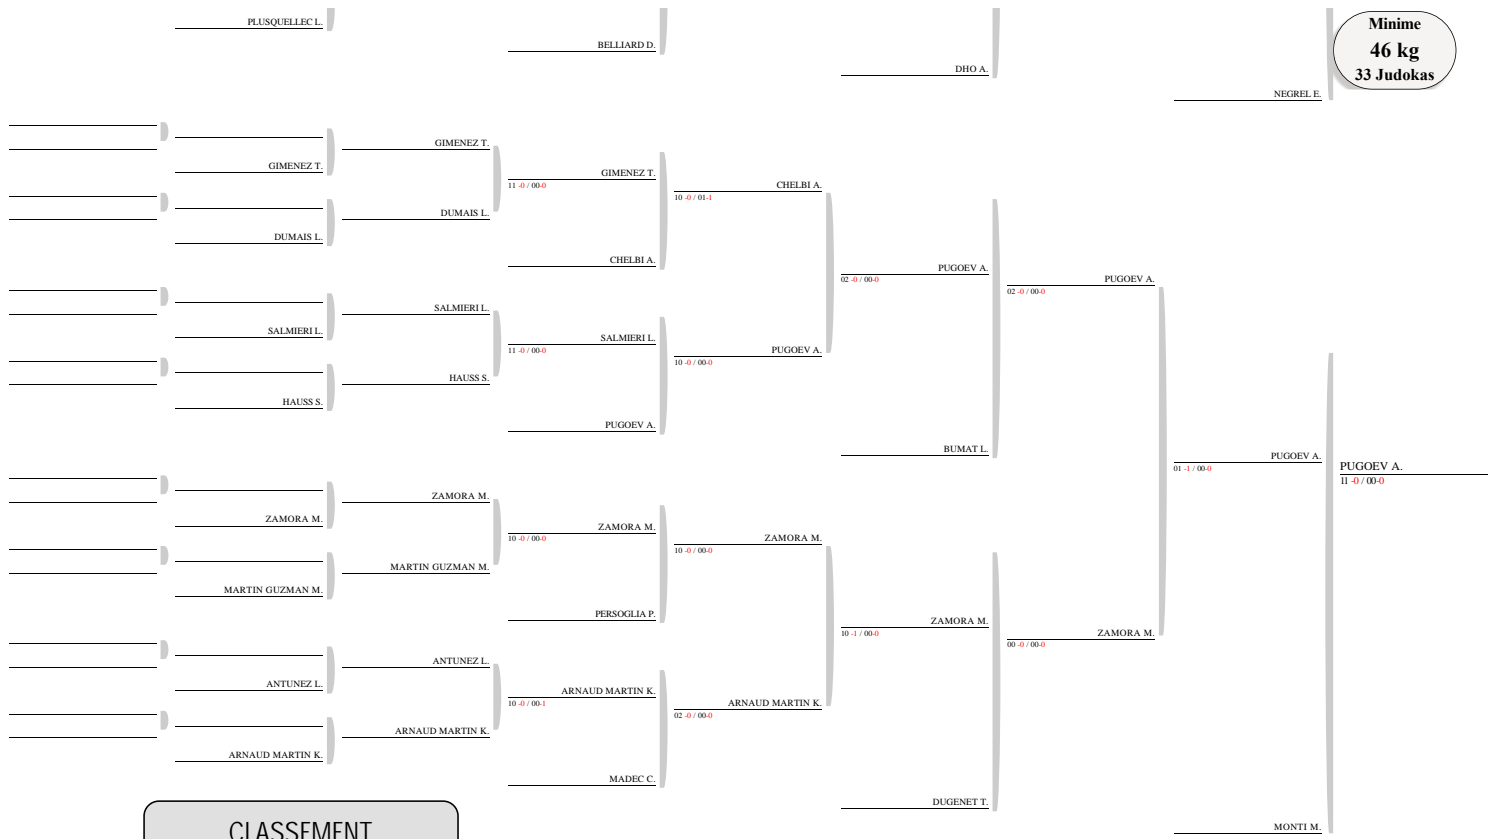 PLUSQUELLEC L.
BELLIARD D.
DHO A.
NEGREL E.
Minime
46 kg
33 Judokas
GIMENEZ T.
GIMENEZ T.
DUMAIS L.
DUMAIS L.
GIMENEZ T.
11 -0 / 00-0
CHELBI A.
CHELBI A.
10 -0 / 01-1
SALMIERI L.
SALMIERI L.
HAUSS S.
HAUSS S.
SALMIERI L.
11 -0 / 00-0
PUGOEV A.
PUGOEV A.
10 -0 / 00-0
PUGOEV A.
02 -0 / 00-0
BUMAT L.
PUGOEV A.
02 -0 / 00-0
ZAMORA M.
ZAMORA M.
MARTIN GUZMAN M.
MARTIN GUZMAN M.
ZAMORA M.
10 -0 / 00-0
PERSOGLIA P.
ZAMORA M.
10 -0 / 00-0
ANTUNEZ L.
ANTUNEZ L.
ARNAUD MARTIN K.
ARNAUD MARTIN K.
ARNAUD MARTIN K.
10 -0 / 00-1
MADEC C.
ARNAUD MARTIN K.
02 -0 / 00-0
ZAMORA M.
10 -1 / 00-0
DUGENET T.
ZAMORA M.
00 -0 / 00-0
PUGOEV A.
01 -1 / 00-0
MONTI M.
PUGOEV A.
11 -0 / 00-0
CLASSEMENT